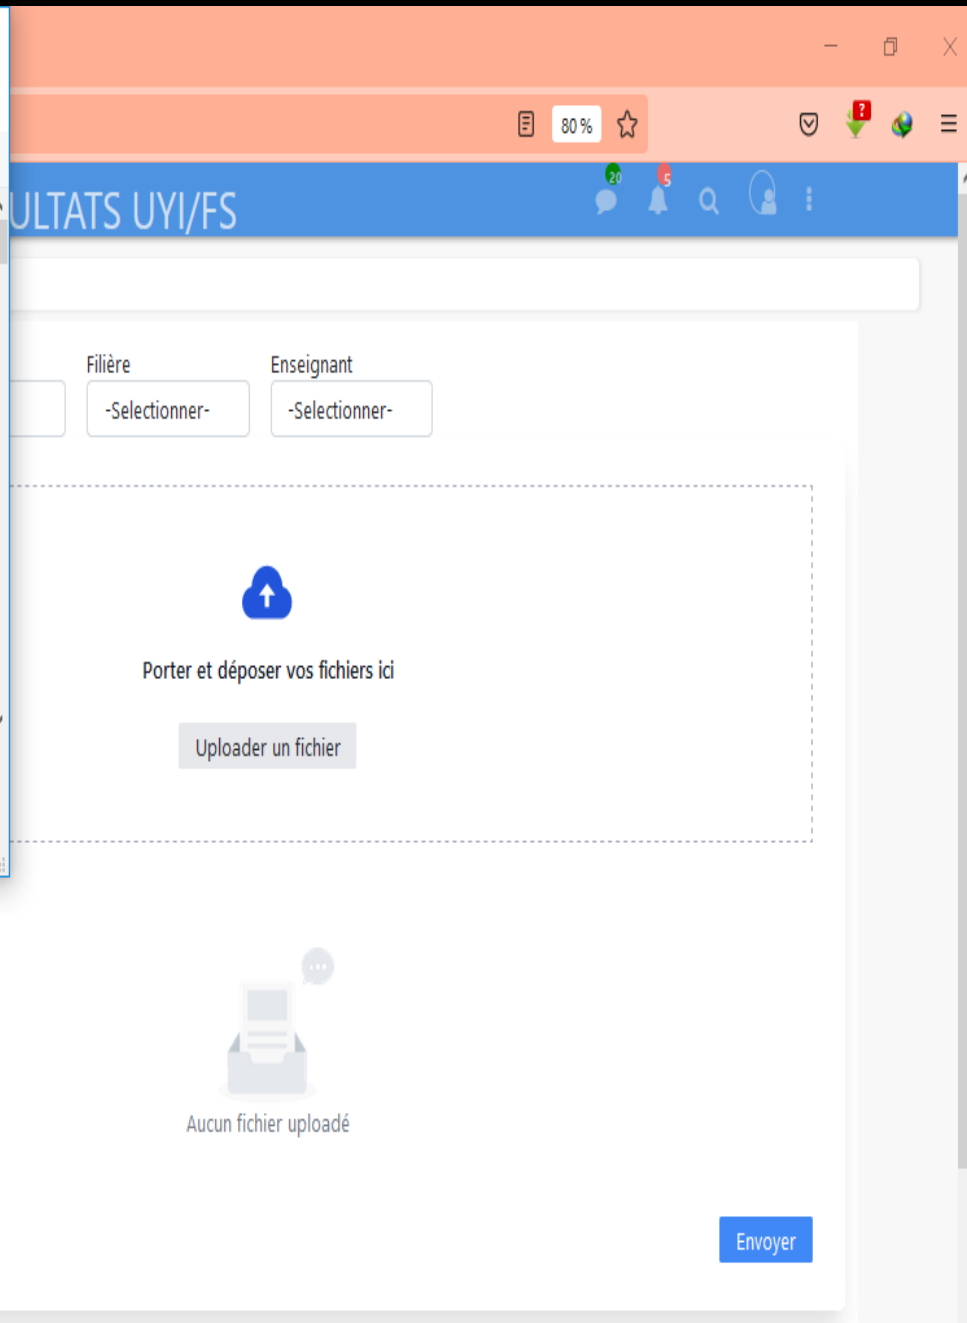 80 %
?
ULTATS UYI/FS
20
5
Filière
Enseignant
-Selectionner-
-Selectionner-
Porter et déposer vos fichiers ici
Uploader un fichier
Aucun fichier uploadé
Envoyer